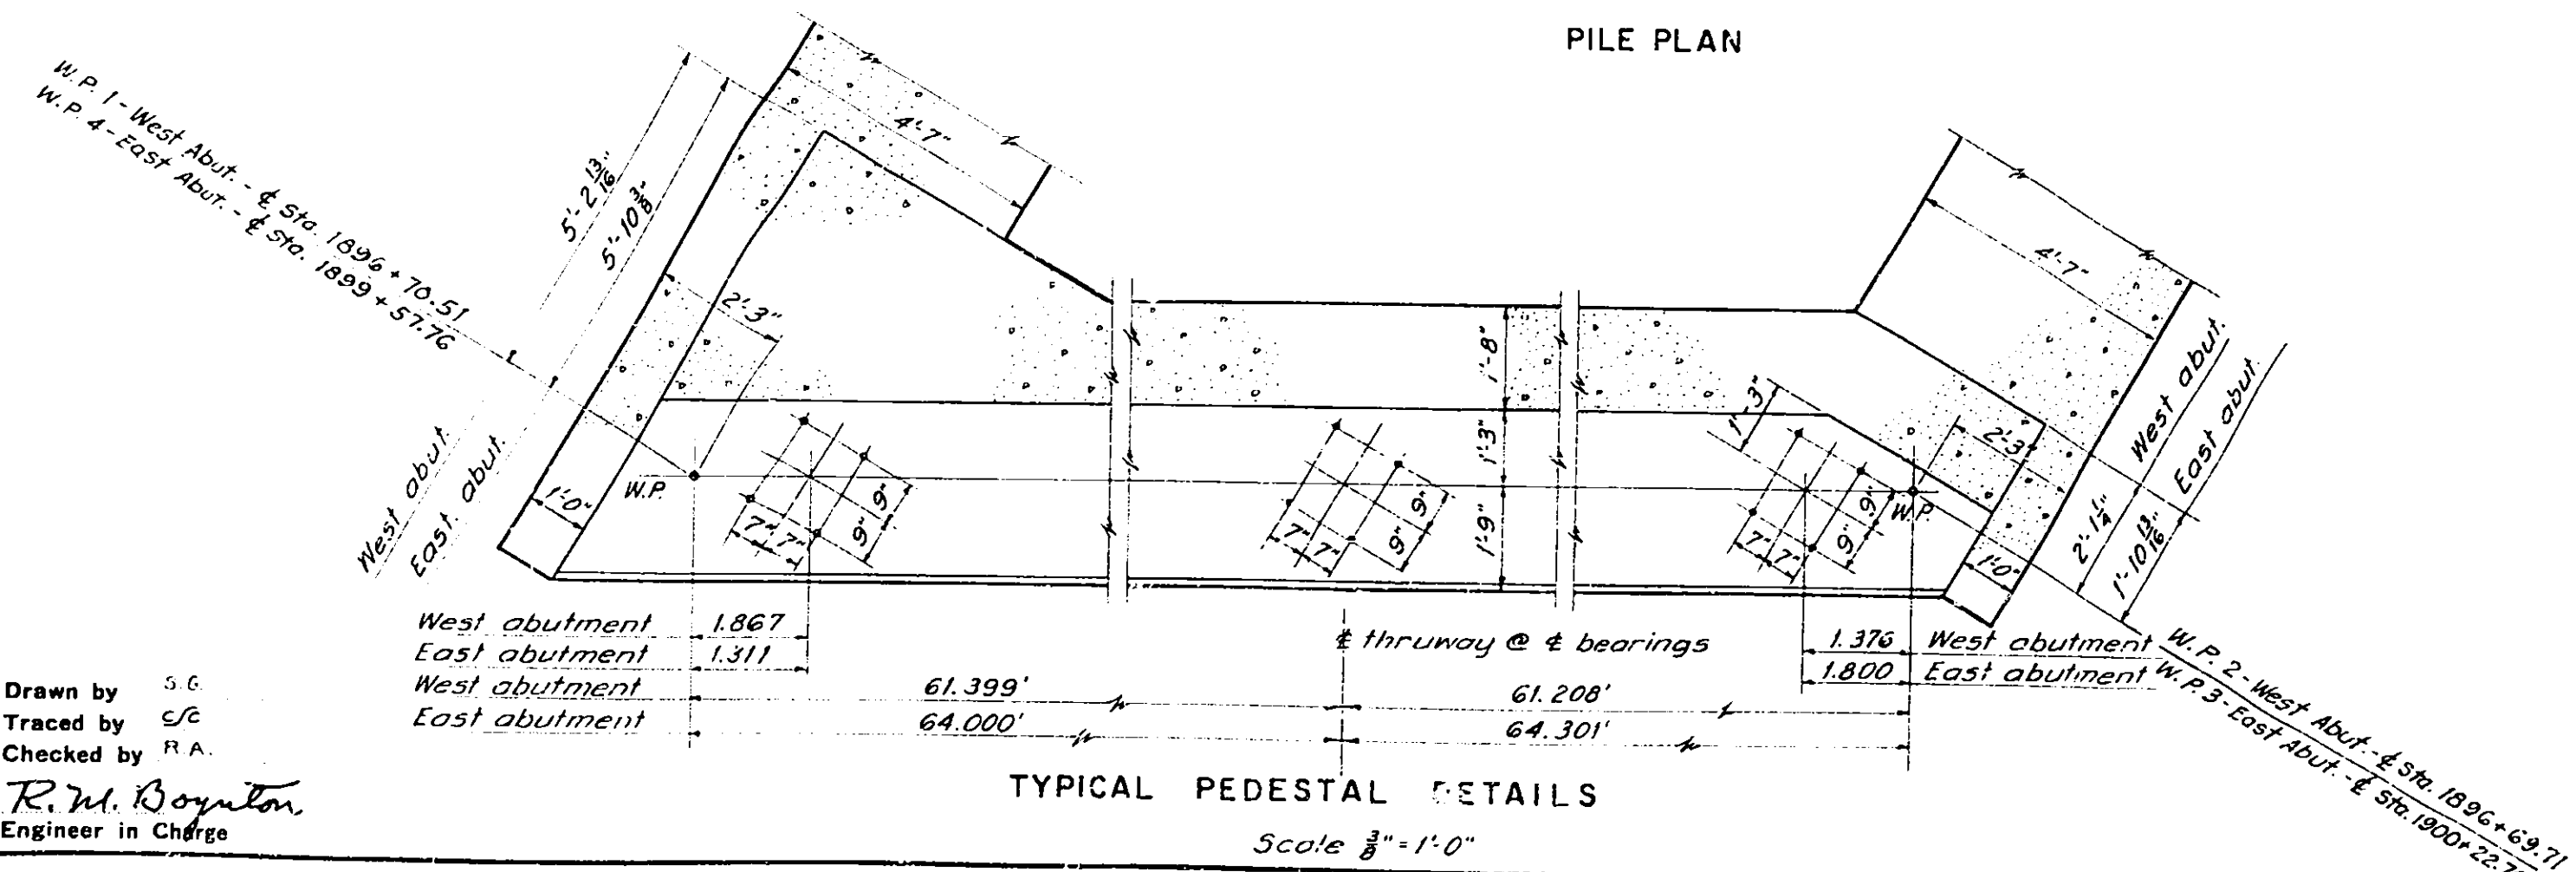 PILE PLAN
W.P. 1 - West Abut. - ℄ Sta. 1896 + 70.51
W.P. 4 - East Abut. - ℄ Sta. 1899 + 57.76
5'-2 13/16"
5'-10 3/8"
4'-7"
2'-3"
West abut.
East. abut.
1'-0"
W.P.
7" 7"
9" 9"
7" 7"
9" 9"
1'-8"
1'-3"
1'-9"
1'-3"
7" 7"
9" 9"
W.P.
2'-3"
4'-7"
1'-0"
2'-1 1/4"
West abut.
1'-10 13/16"
East abut.
West abutment 1.867
East abutment 1.311
West abutment 61.399'
East abutment 64.000'
℄ thruway @ ℄ bearings
61.208'
64.301'
1.376 West abutment
1.800 East abutment
W.P. 2 - West Abut. - ℄ Sta. 1896 + 69.71
W.P. 3 - East Abut. - ℄ Sta. 1900 + 22.7
Drawn by S.G.
Traced by CJC
Checked by R.A.
R. M. Boynton,
Engineer in Charge
TYPICAL PEDESTAL DETAILS
Scale 3/8" = 1'-0"